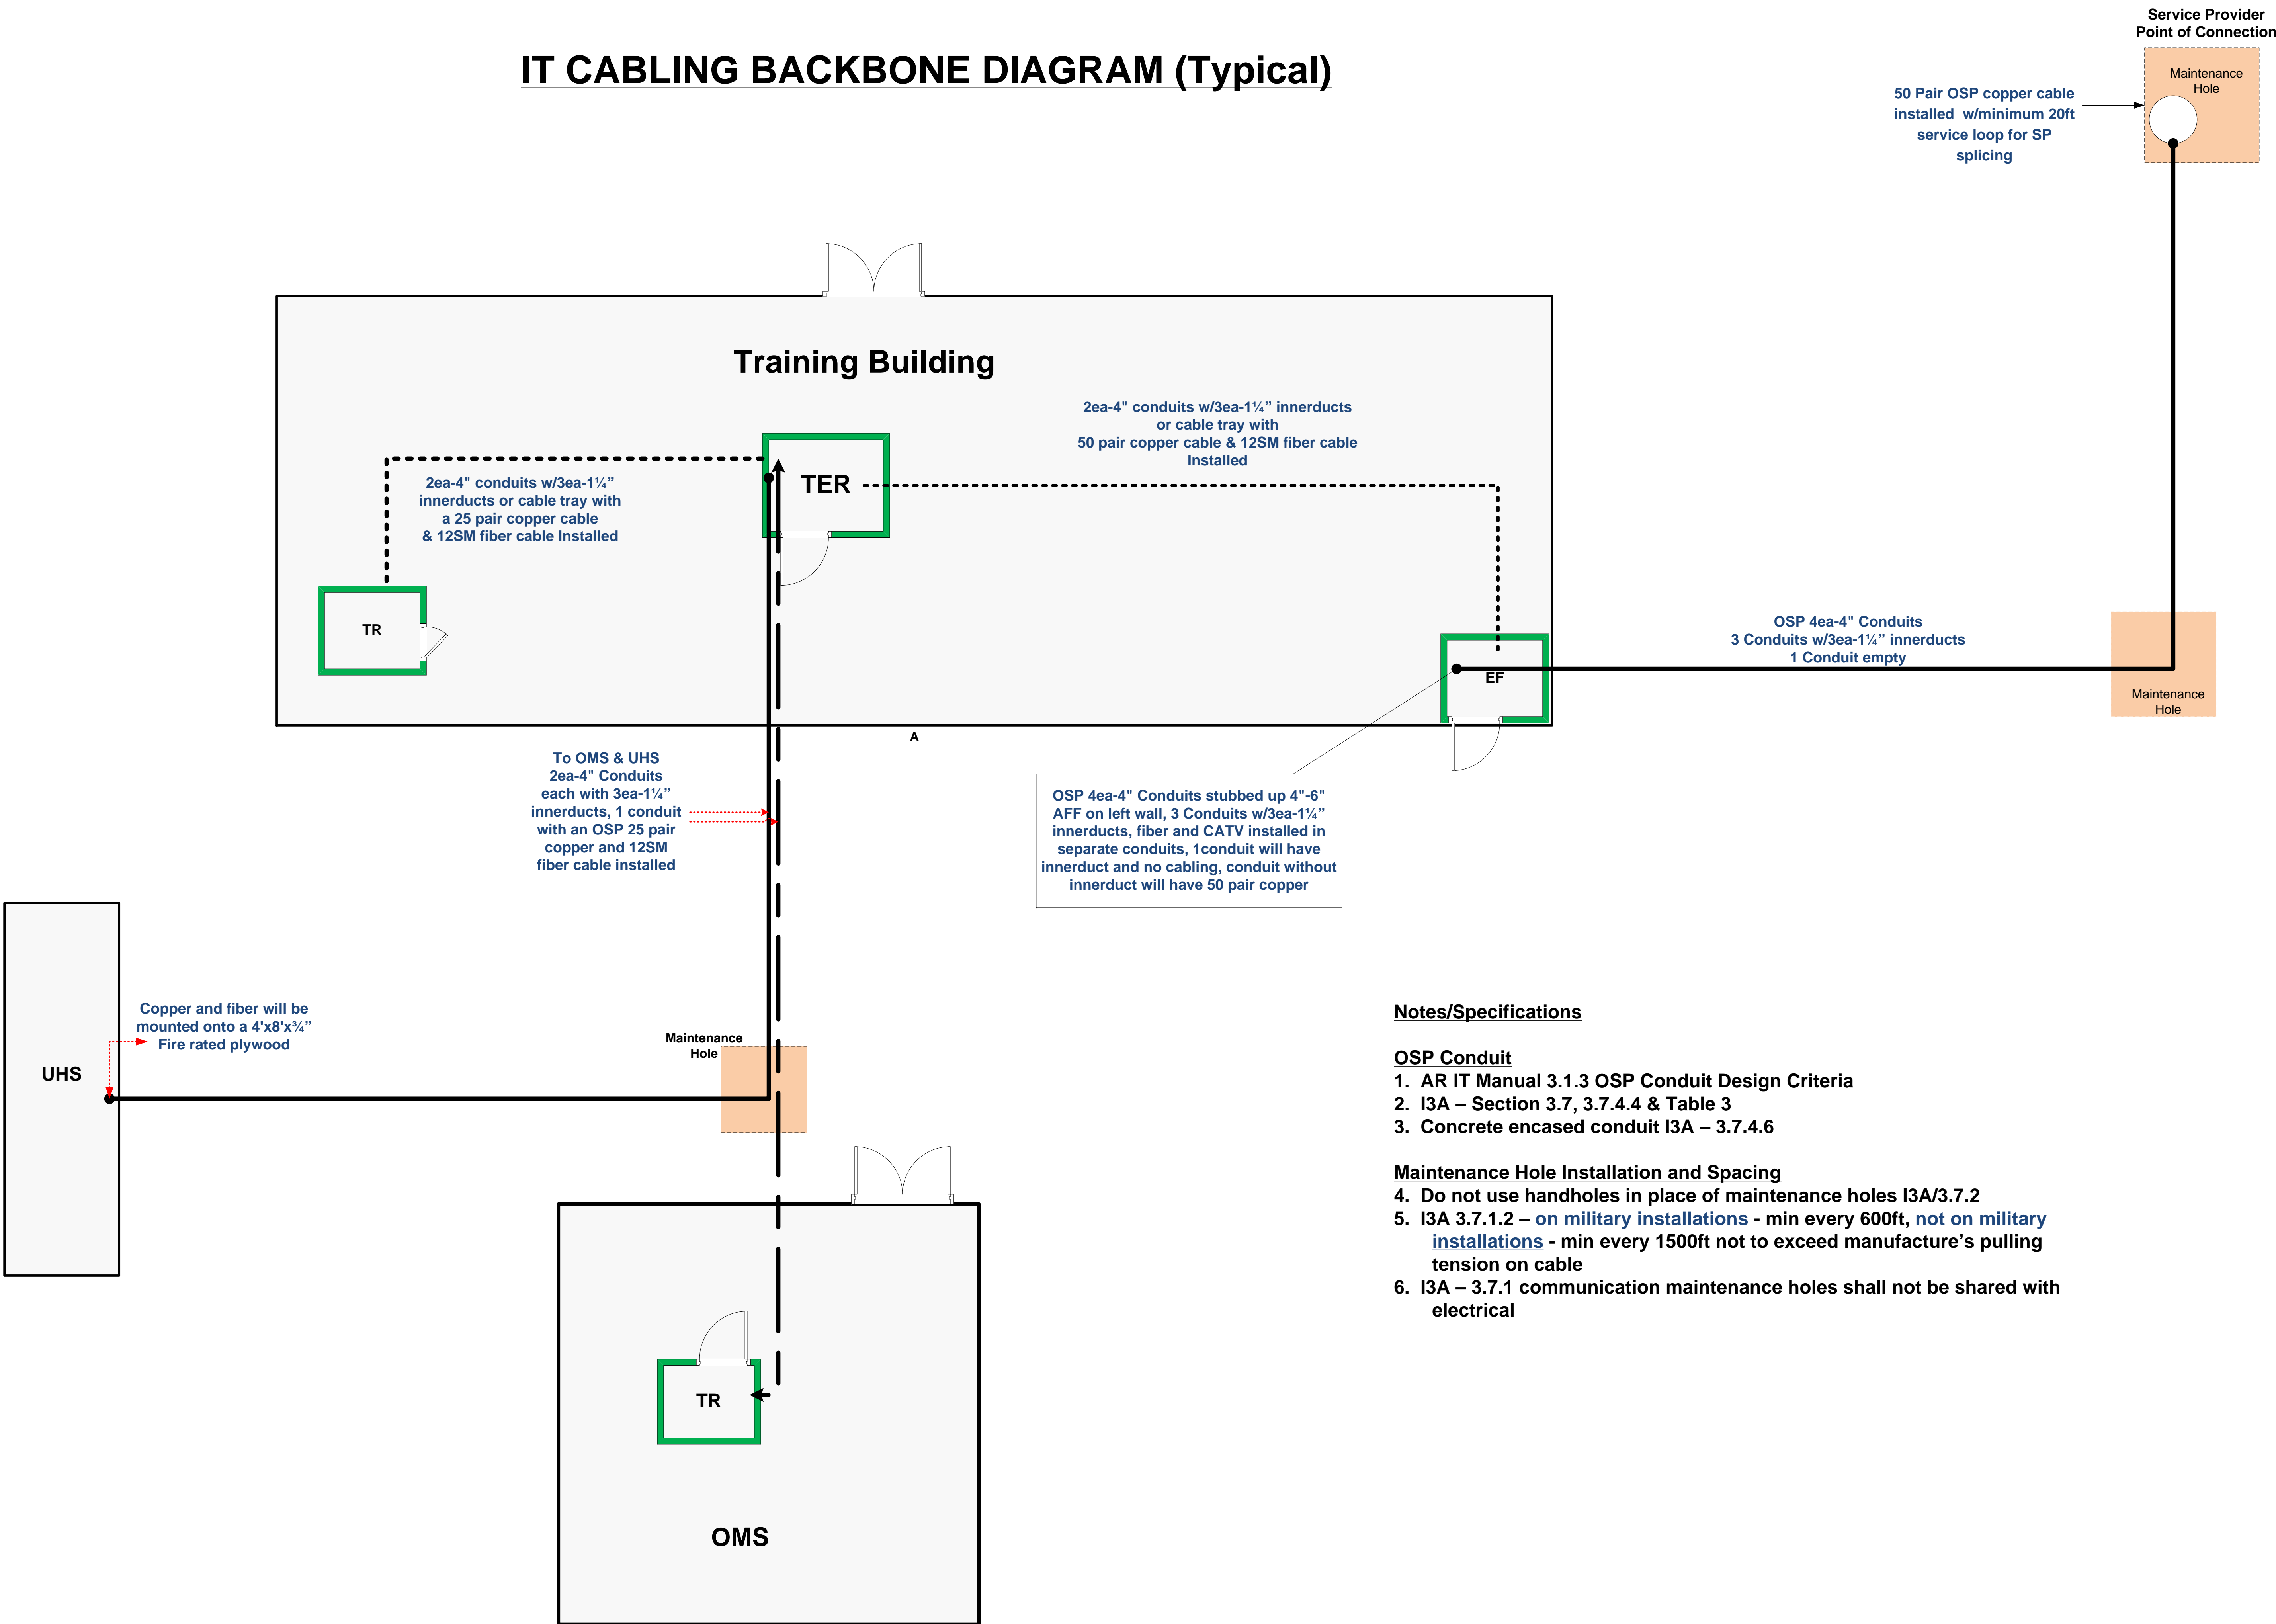 Service Provider
Point of Connection
IT CABLING BACKBONE DIAGRAM (Typical)
Maintenance
Hole
50 Pair OSP copper cable
installed  w/minimum 20ft
service loop for SP
splicing
Training Building
2ea-4" conduits w/3ea-1¼” innerducts
or cable tray with
50 pair copper cable & 12SM fiber cable
Installed
TER
2ea-4" conduits w/3ea-1¼”
innerducts or cable tray with
a 25 pair copper cable
& 12SM fiber cable Installed
TR
OSP 4ea-4" Conduits
3 Conduits w/3ea-1¼” innerducts
1 Conduit empty
EF
Maintenance
Hole
A
To OMS & UHS
2ea-4" Conduits
each with 3ea-1¼”
innerducts, 1 conduit
with an OSP 25 pair
copper and 12SM
fiber cable installed
OSP 4ea-4" Conduits stubbed up 4"-6"
AFF on left wall, 3 Conduits w/3ea-1¼”
innerducts, fiber and CATV installed in
separate conduits, 1conduit will have
innerduct and no cabling, conduit without
innerduct will have 50 pair copper
Copper and fiber will be
mounted onto a 4'x8'x¾”
Fire rated plywood
UHS
Maintenance
Hole
Notes/Specifications
OSP Conduit
1.  AR IT Manual 3.1.3 OSP Conduit Design Criteria
2.  I3A – Section 3.7, 3.7.4.4 & Table 3
3.  Concrete encased conduit I3A – 3.7.4.6
Maintenance Hole Installation and Spacing
4.  Do not use handholes in place of maintenance holes I3A/3.7.2
5.  I3A 3.7.1.2 – on military installations - min every 600ft, not on military
installations - min every 1500ft not to exceed manufacture’s pulling
tension on cable
6.  I3A – 3.7.1 communication maintenance holes shall not be shared with
electrical
TR
OMS